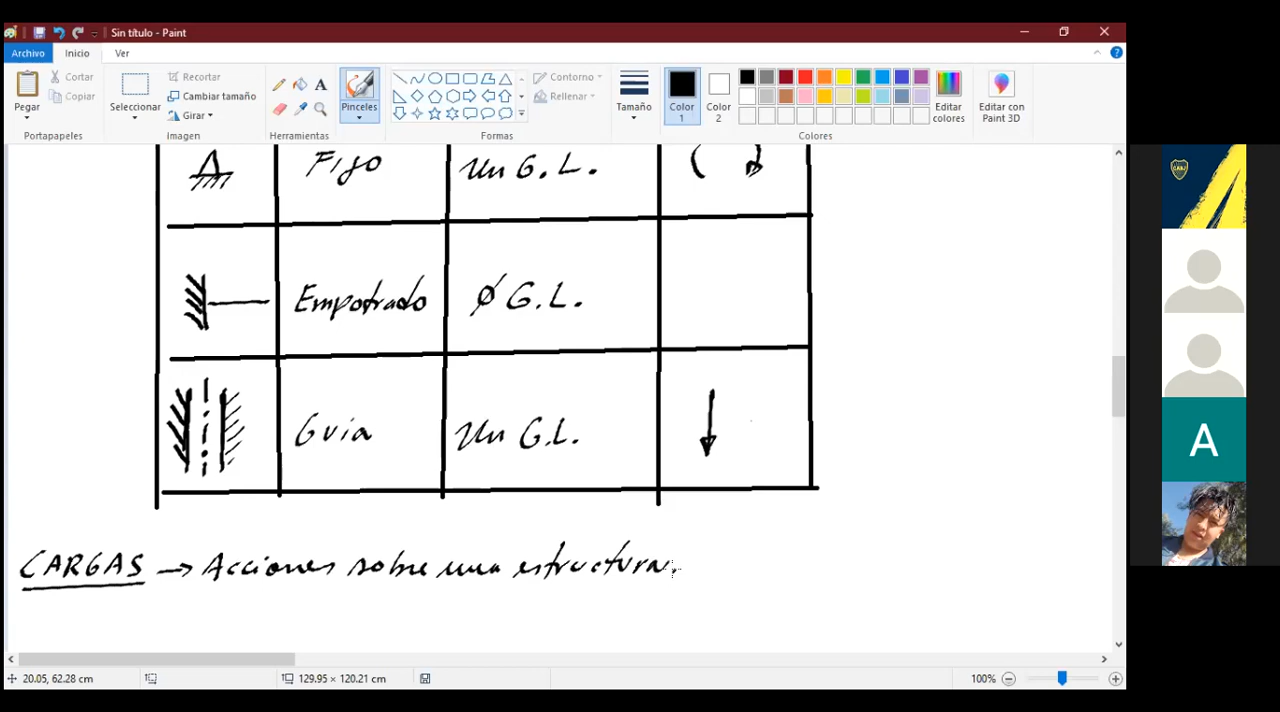 Sin título - Paint
Archivo Inicio Ver
Pegar
Cortar
Copiar
Portapapeles
Seleccionar
Recortar
Cambiar tamaño
Girar
Imagen
A
Herramientas
Pinceles
Contorno
Rellenar
Formas
Tamaño
Color 1
Color 2
Editar colores
Editar con Paint 3D
Colores
Fijo Un G.L.
Empotrado Ø G.L.
Guia Un G.L.
CARGAS → Acciones sobre una estructura.
A
20.05, 62.28 cm
129.95 × 120.21 cm
100%